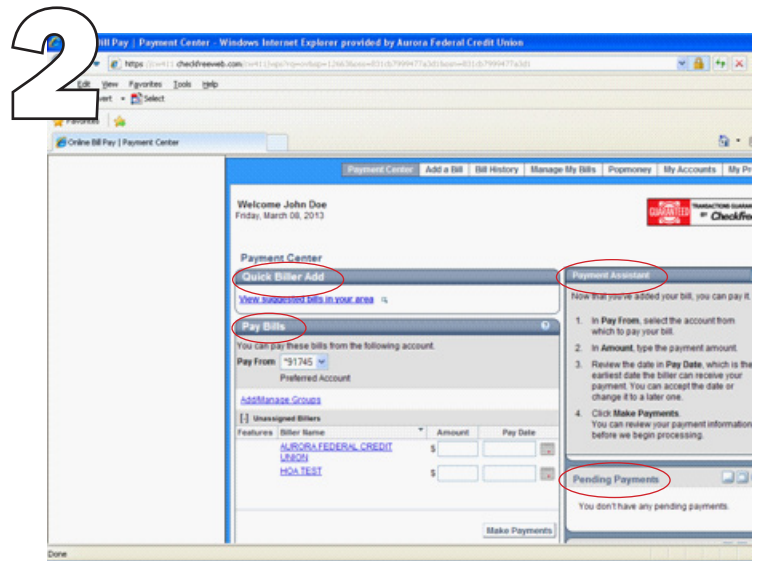 2
Bill Pay | Payment Center - Windows Internet Explorer provided by Aurora Federal Credit Union
https
checkfreeweb.com
Edit View Favorites Tools Help
Select
Favorites
Online Bill Pay | Payment Center
Payment Center Add a Bill Bill History Manage My Bills Popmoney My Accounts My Pr
Welcome John Doe
Friday, March 08, 2013
GUARANTEED
BY CheckFree
Payment Center
Quick Biller Add
View suggested bills in your area
Pay Bills
You can pay these bills from the following account.
Pay From *91745
Preferred Account
Add/Manage Groups
[-] Unassigned Billers
Features Biller Name Amount Pay Date
AURORA FEDERAL CREDIT UNION $
HOA TEST $
Make Payments
Payment Assistant
Now that you've added your bill, you can pay it.
1. In Pay From, select the account from
which to pay your bill.
2. In Amount, type the payment amount.
3. Review the date in Pay Date, which is the
earliest date the biller can receive your
payment. You can accept the date or
change it to a later one.
4. Click Make Payments.
You can review your payment information
before we begin processing.
Pending Payments
You don't have any pending payments.
Done